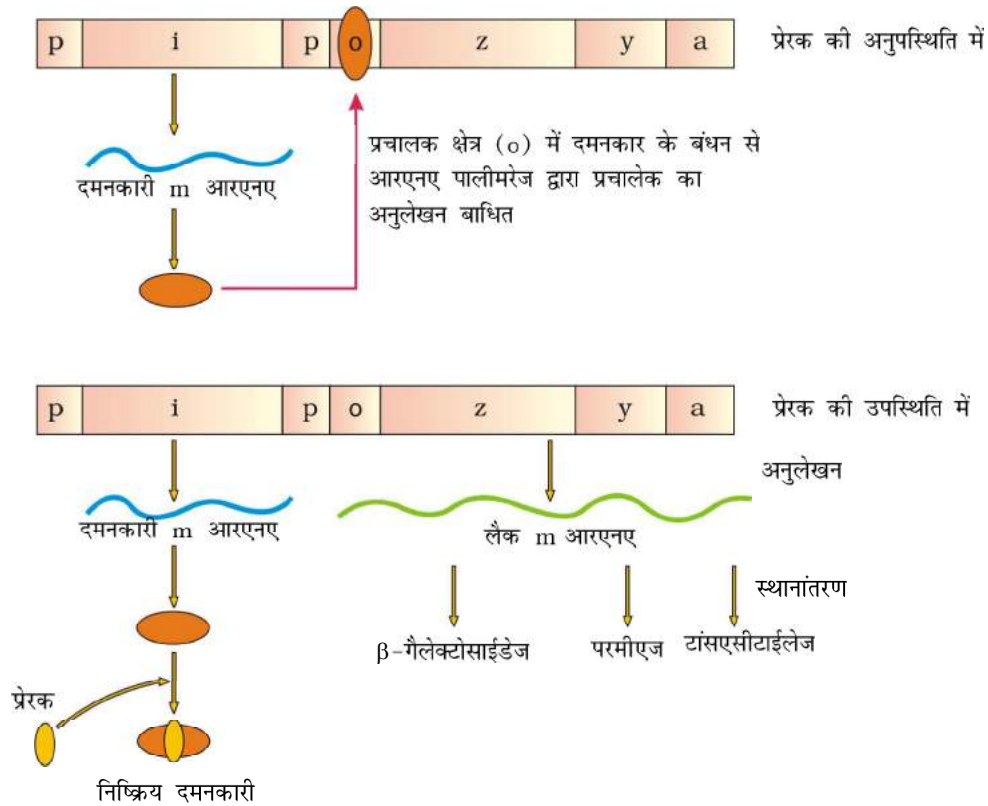 p i p o z y a प्रेरक की अनुपस्थिति में
प्रचालक क्षेत्र (o) में दमनकार के बंधन से
आरएनए पालीमरेज द्वारा प्रचालेक का
अनुलेखन बाधित
दमनकारी m आरएनए
p i p o z y a प्रेरक की उपस्थिति में
अनुलेखन
दमनकारी m आरएनए
लैक m आरएनए
स्थानांतरण
β-गैलेक्टोसाईडेज परमीएज टांसएसीटाईलेज
प्रेरक
निष्क्रिय दमनकारी